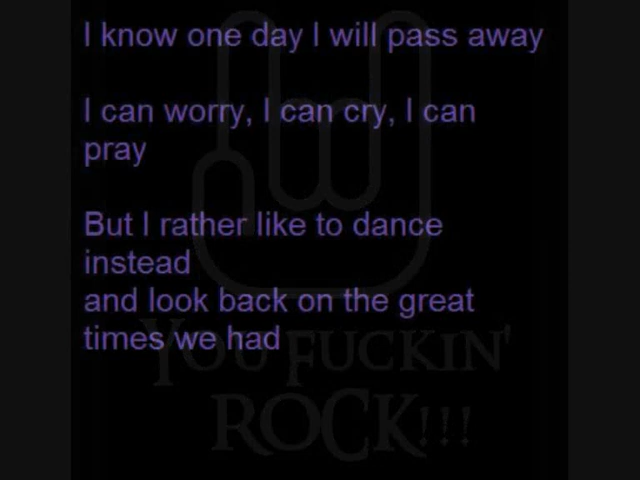 I know one day I will pass away
I can worry, I can cry, I can
pray
But I rather like to dance
instead
and look back on the great
times we had
YOU FUCKIN'
ROCK!!!